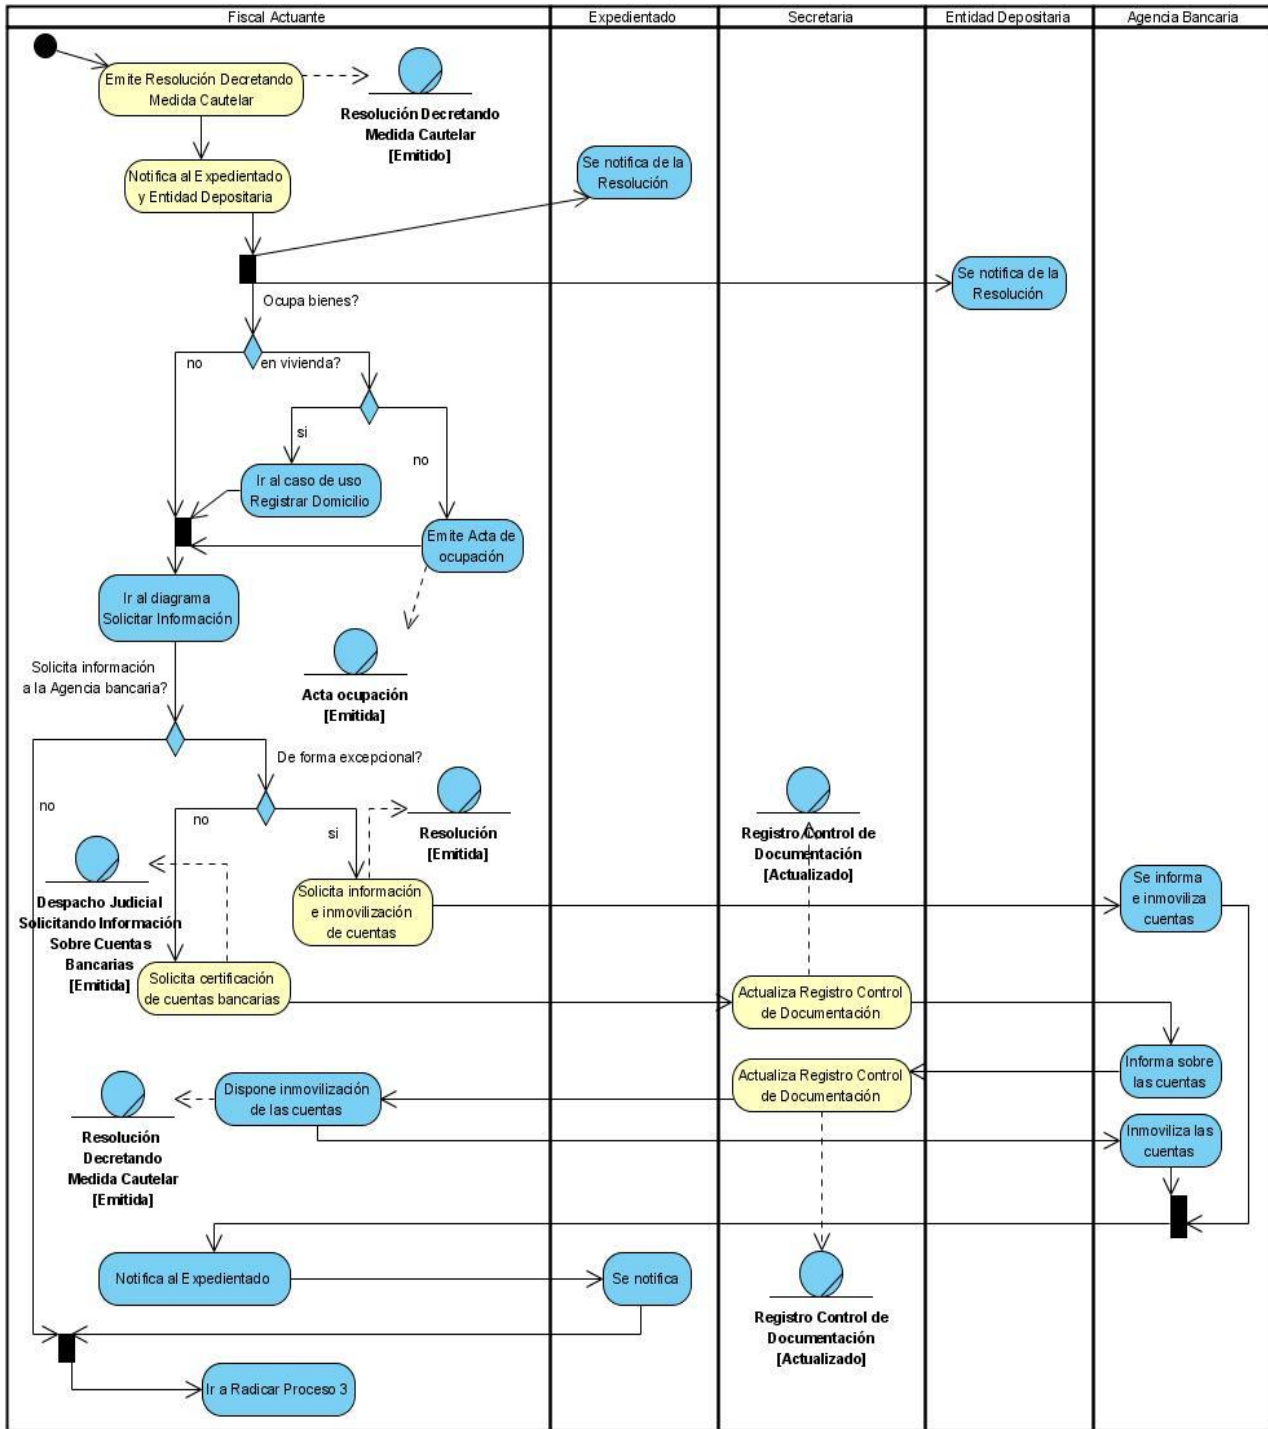 Fiscal Actuante
Expedientado
Secretaria
Entidad Depositaria
Agencia Bancaria
Emite Resolución Decretando
Medida Cautelar
Resolución Decretando
Medida Cautelar
[Emitido]
Notifica al Expedientado
y Entidad Depositaria
Se notifica de la
Resolución
Se notifica de la
Resolución
Ocupa bienes?
no
en vivienda?
si
no
Ir al caso de uso
Registrar Domicilio
Emite Acta de
ocupación
Ir al diagrama
Solicitar Información
Acta ocupación
[Emitida]
Solicita información
a la Agencia bancaria?
De forma excepcional?
no
no
si
Resolución
[Emitida]
Registro Control de
Documentación
[Actualizado]
Despacho Judicial
Solicitando Información
Sobre Cuentas
Bancarias
[Emitida]
Solicita información
e inmovilización
de cuentas
Se informa
e inmoviliza
cuentas
Solicita certificación
de cuentas bancarias
Actualiza Registro Control
de Documentación
Informa sobre
las cuentas
Actualiza Registro Control
de Documentación
Dispone inmovilización
de las cuentas
Resolución
Decretando
Medida Cautelar
[Emitida]
Inmoviliza las
cuentas
Notifica al Expedientado
Se notifica
Registro Control de
Documentación
[Actualizado]
Ir a Radicar Proceso 3